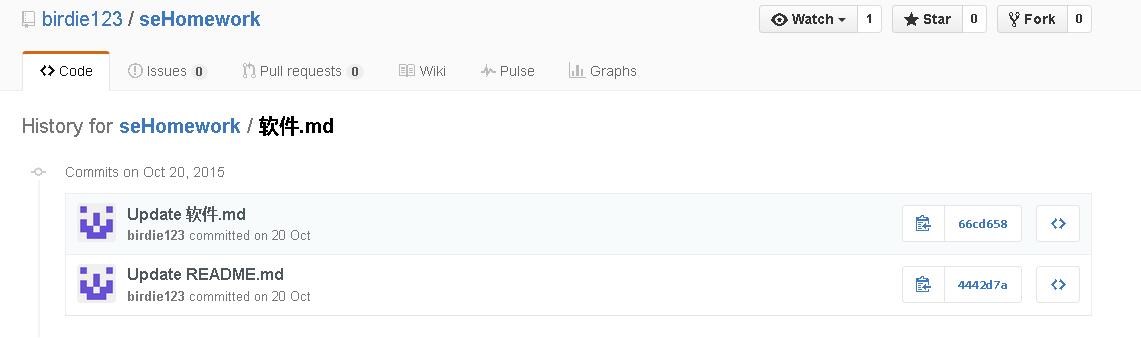 birdie123 / seHomework Watch 1 Star 0 Fork 0
Code Issues 0 Pull requests 0 Wiki Pulse Graphs
History for seHomework / 软件.md
Commits on Oct 20, 2015
Update 软件.md
birdie123 committed on 20 Oct
66cd658
Update README.md
birdie123 committed on 20 Oct
4442d7a